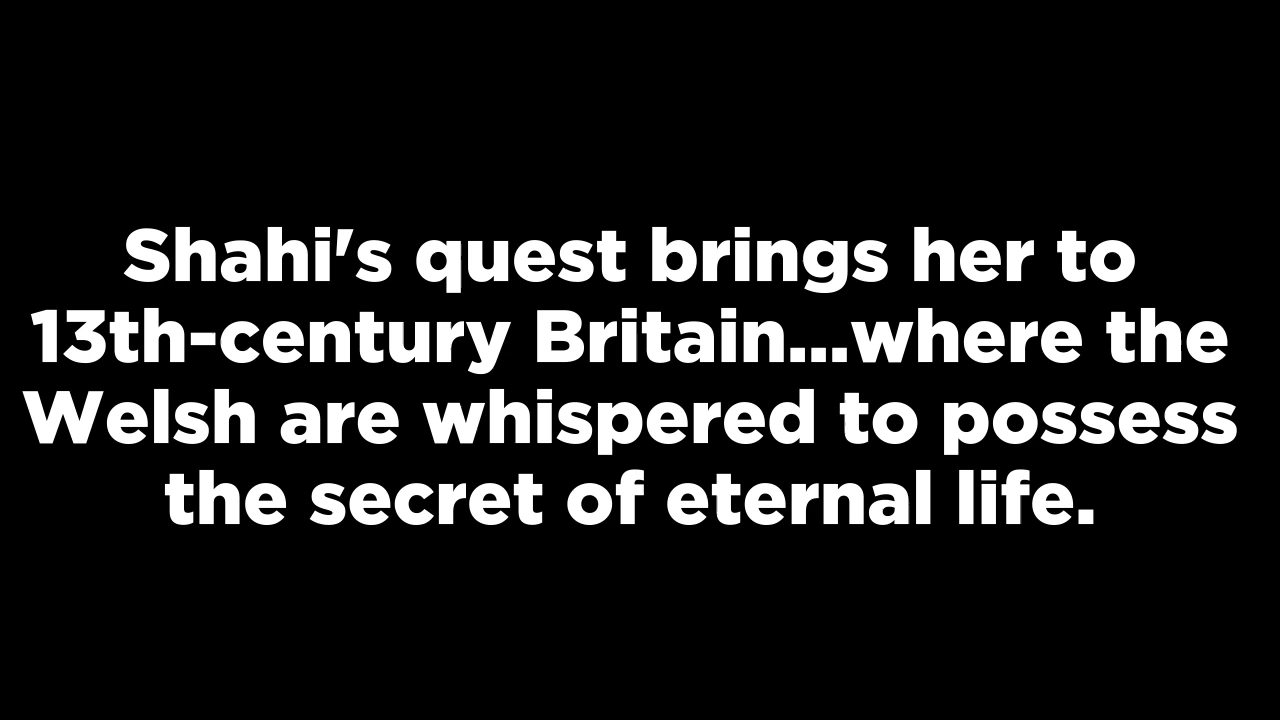 Shahi's quest brings her to
13th-century Britain...where the
Welsh are whispered to possess
the secret of eternal life.